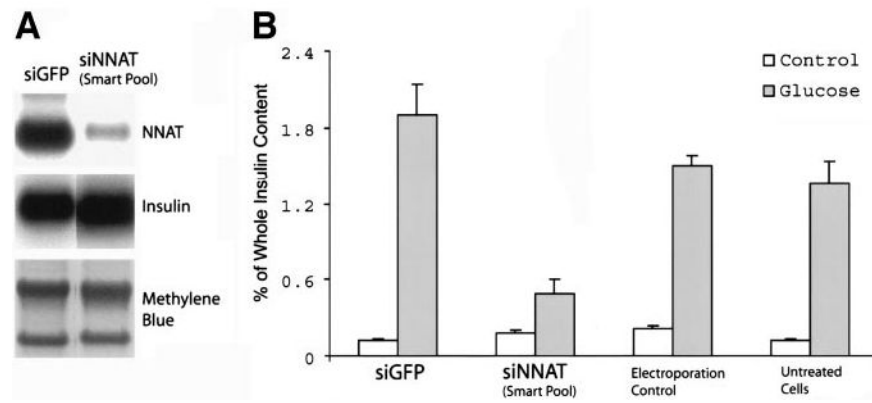 A
siGFP
siNNAT
(Smart Pool)
NNAT
Insulin
Methylene
Blue
B
% of Whole Insulin Content
2.4
1.8
1.2
0.6
0
Control
Glucose
siGFP
siNNAT
(Smart Pool)
Electroporation
Control
Untreated
Cells